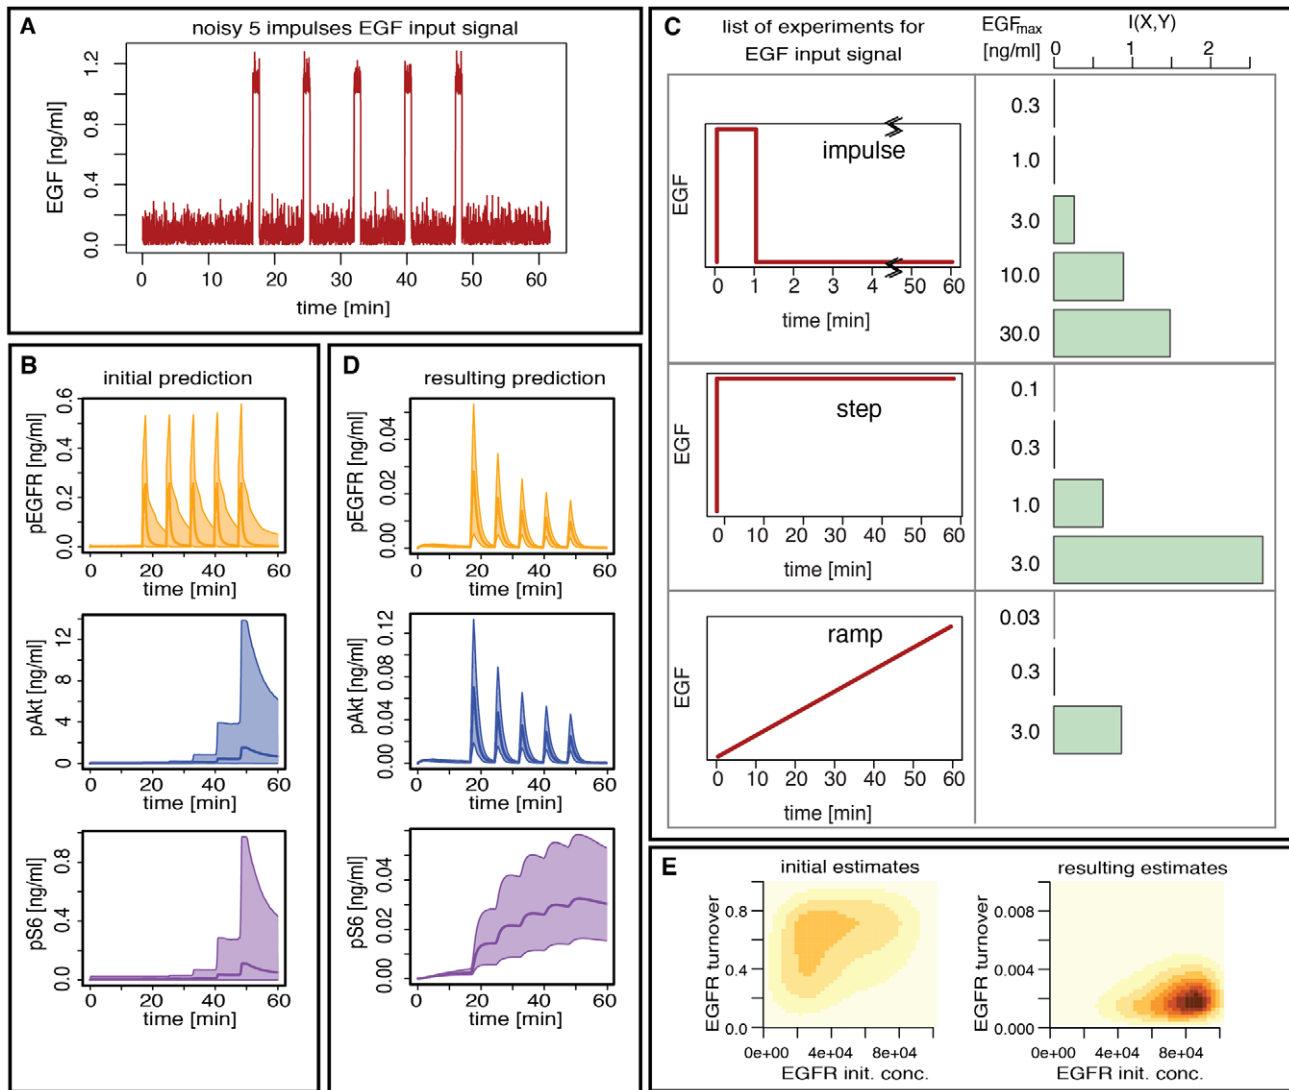 A
noisy 5 impulses EGF input signal
EGF [ng/ml]
1.2
0.8
0.4
0.0
0 10 20 30 40 50 60
time [min]
B
initial prediction
pEGFR [ng/ml]
0.6
0.4
0.2
0.0
0 20 40 60
time [min]
pAkt [ng/ml]
12
8
4
0
0 20 40 60
time [min]
pS6 [ng/ml]
0.8
0.4
0.0
0 20 40 60
time [min]
D
resulting prediction
pEGFR [ng/ml]
0.04
0.02
0.00
0 20 40 60
time [min]
pAkt [ng/ml]
0.12
0.08
0.04
0.00
0 20 40 60
time [min]
pS6 [ng/ml]
0.04
0.02
0.00
0 20 40 60
time [min]
C
list of experiments for
EGF input signal
EGFmax
[ng/ml]
I(X,Y)
0 1 2
EGF
impulse
0 1 2 3 4 50 60
time [min]
0.3
1.0
3.0
10.0
30.0
EGF
step
0 10 20 30 40 50 60
time [min]
0.1
0.3
1.0
3.0
EGF
ramp
0 10 20 30 40 50 60
time [min]
0.03
0.3
3.0
E
initial estimates
EGFR turnover
0.8
0.4
0.0
0e+00 4e+04 8e+04
EGFR init. conc.
resulting estimates
EGFR turnover
0.008
0.004
0.000
0e+00 4e+04 8e+04
EGFR init. conc.